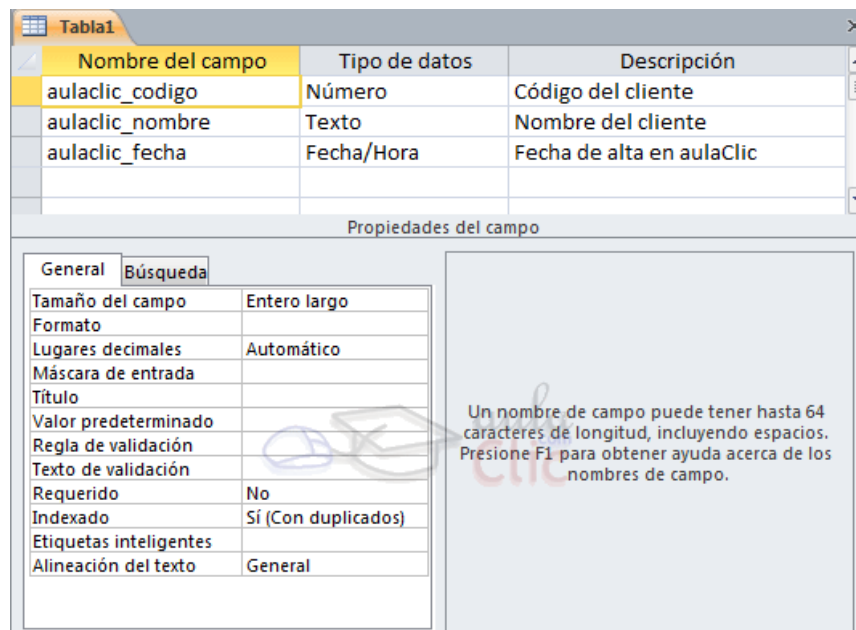 Tabla1
Nombre del campo Tipo de datos Descripción
aulaclic_codigo Número Código del cliente
aulaclic_nombre Texto Nombre del cliente
aulaclic_fecha Fecha/Hora Fecha de alta en aulaClic
Propiedades del campo
General Búsqueda
Tamaño del campo Entero largo
Formato
Lugares decimales Automático
Máscara de entrada
Título
Valor predeterminado
Regla de validación
Texto de validación
Requerido No
Indexado Sí (Con duplicados)
Etiquetas inteligentes
Alineación del texto General
Un nombre de campo puede tener hasta 64
caracteres de longitud, incluyendo espacios.
Presione F1 para obtener ayuda acerca de los
nombres de campo.
aula
.com
clic